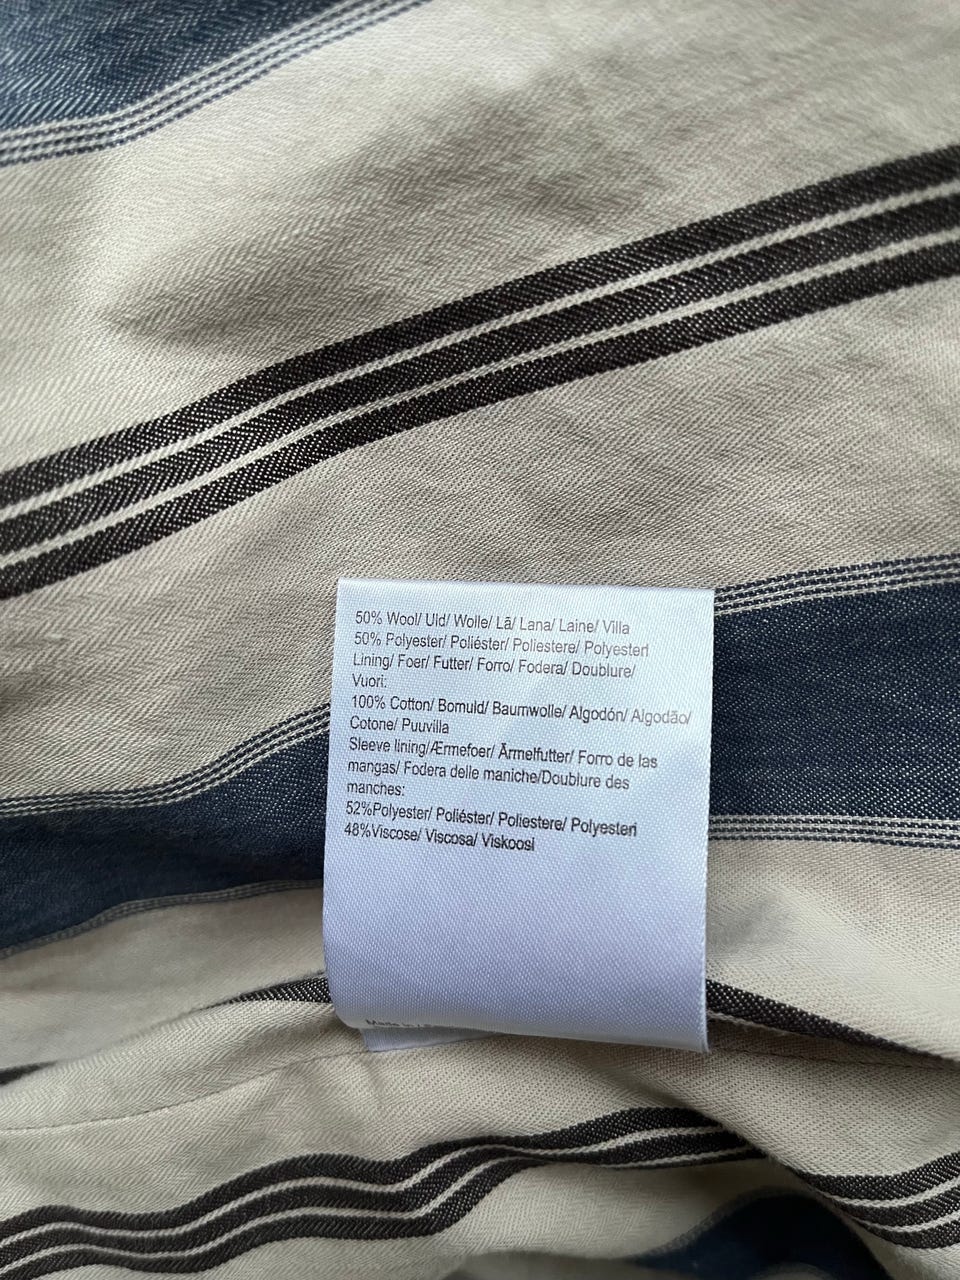 50% Wool/ Uld/ Wolle/ Lã/ Lana/ Laine/ Villa
50% Polyester/ Poliéster/ Poliestere/ Polyesteri
Lining/ Foer/ Futter/ Forro/ Fodera/ Doublure/
Vuori:
100% Cotton/ Bomuld/ Baumwolle/ Algodón/ Algodão/
Cotone/ Puuvilla
Sleeve lining/Ærmefoer/ Ärmelfutter/ Forro de las
mangas/ Fodera delle maniche/Doublure des
manches:
52%Polyester/ Poliéster/ Poliestere/ Polyesteri
48%Viscose/ Viscosa/ Viskoosi
Made in